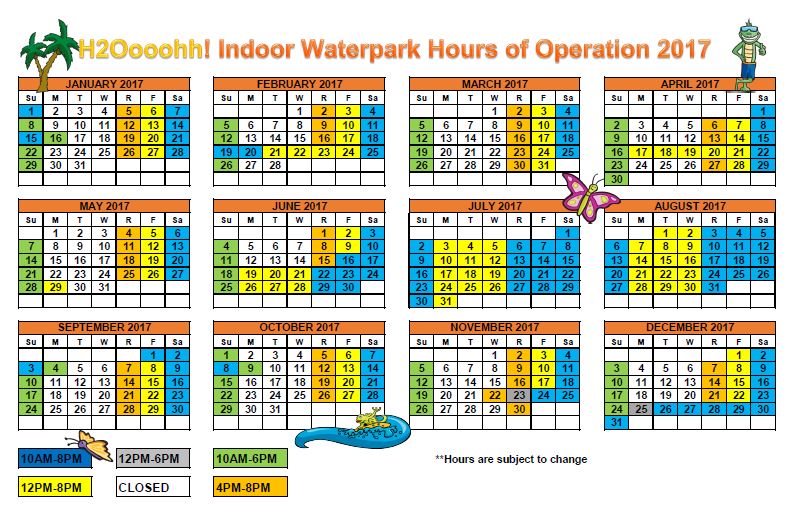 H2Oooohh! Indoor Waterpark Hours of Operation 2017
JANUARY 2017
Su M T W R F Sa
1 2 3 4 5 6 7
8 9 10 11 12 13 14
15 16 17 18 19 20 21
22 23 24 25 26 27 28
29 30 31
FEBRUARY 2017
Su M T W R F Sa
1 2 3 4
5 6 7 8 9 10 11
12 13 14 15 16 17 18
19 20 21 22 23 24 25
26 27 28
MARCH 2017
Su M T W R F Sa
1 2 3 4
5 6 7 8 9 10 11
12 13 14 15 16 17 18
19 20 21 22 23 24 25
26 27 28 29 30 31
APRIL 2017
Su M T W R F Sa
1
2 3 4 5 6 7 8
9 10 11 12 13 14 15
16 17 18 19 20 21 22
23 24 25 26 27 28 29
30
MAY 2017
Su M T W R F Sa
1 2 3 4 5 6
7 8 9 10 11 12 13
14 15 16 17 18 19 20
21 22 23 24 25 26 27
28 29 30 31
JUNE 2017
Su M T W R F Sa
1 2 3
4 5 6 7 8 9 10
11 12 13 14 15 16 17
18 19 20 21 22 23 24
25 26 27 28 29 30
JULY 2017
Su M T W R F Sa
1
2 3 4 5 6 7 8
9 10 11 12 13 14 15
16 17 18 19 20 21 22
23 24 25 26 27 28 29
30 31
AUGUST 2017
Su M T W R F Sa
1 2 3 4 5
6 7 8 9 10 11 12
13 14 15 16 17 18 19
20 21 22 23 24 25 26
27 28 29 30 31
SEPTEMBER 2017
Su M T W R F Sa
1 2
3 4 5 6 7 8 9
10 11 12 13 14 15 16
17 18 19 20 21 22 23
24 25 26 27 28 29 30
OCTOBER 2017
Su M T W R F Sa
1 2 3 4 5 6 7
8 9 10 11 12 13 14
15 16 17 18 19 20 21
22 23 24 25 26 27 28
29 30 31
NOVEMBER 2017
Su M T W R F Sa
1 2 3 4
5 6 7 8 9 10 11
12 13 14 15 16 17 18
19 20 21 22 23 24 25
26 27 28 29 30
DECEMBER 2017
Su M T W R F Sa
1 2
3 4 5 6 7 8 9
10 11 12 13 14 15 16
17 18 19 20 21 22 23
24 25 26 27 28 29 30
31
10AM-8PM 12PM-6PM 10AM-6PM **Hours are subject to change
12PM-8PM CLOSED 4PM-8PM